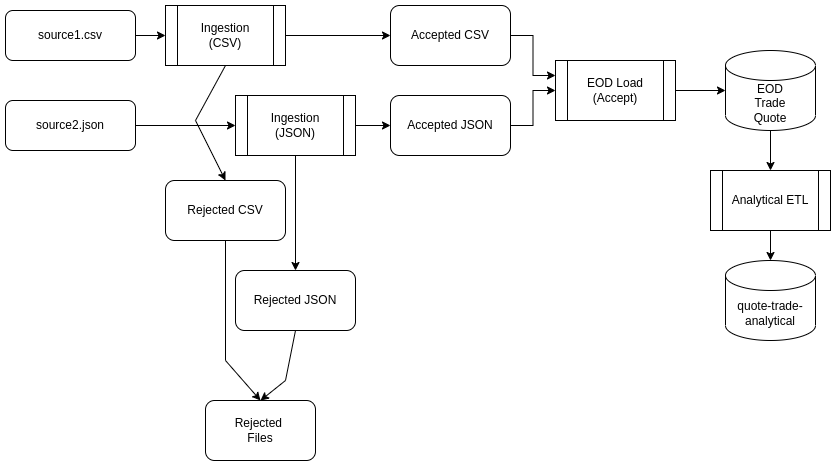 source1.csv
Ingestion
(CSV)
Accepted CSV
EOD Load
(Accept)
EOD
Trade
Quote
source2.json
Ingestion
(JSON)
Accepted JSON
Rejected CSV
Analytical ETL
Rejected JSON
quote-trade-
analytical
Rejected
Files